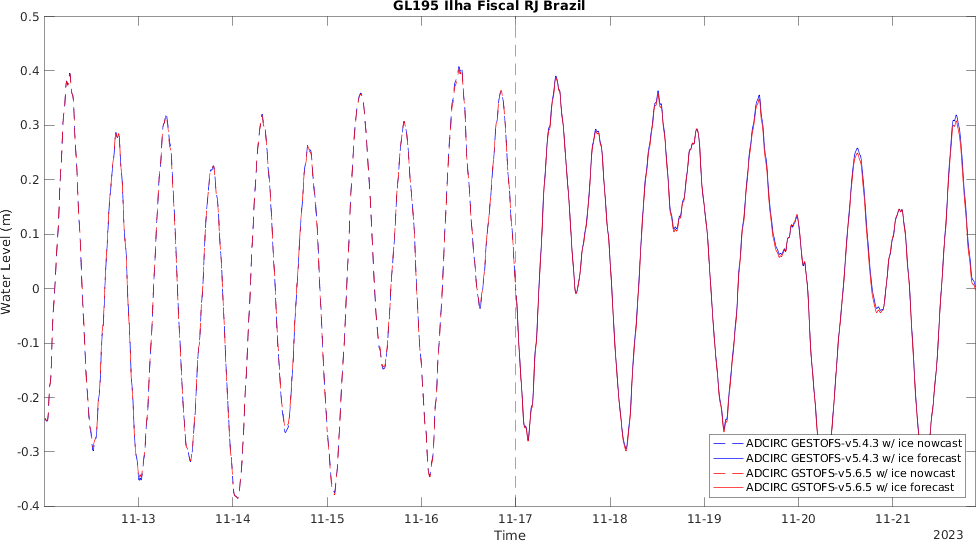 GL195 Ilha Fiscal RJ Brazil
0.5
0.4
0.3
0.2
0.1
0
-0.1
-0.2
-0.3
-0.4
Water Level (m)
ADCIRC GESTOFS-v5.4.3 w/ ice nowcast
ADCIRC GESTOFS-v5.4.3 w/ ice forecast
ADCIRC GSTOFS-v5.6.5 w/ ice nowcast
ADCIRC GSTOFS-v5.6.5 w/ ice forecast
11-13 11-14 11-15 11-16 11-17 11-18 11-19 11-20 11-21
Time
2023